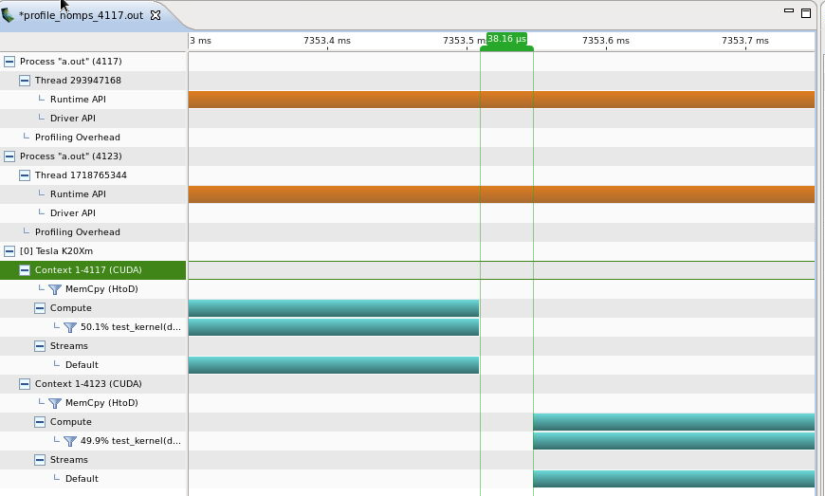 *profile_nomps_4117.out
3 ms
7353.4 ms
7353.5 m
38.16 µs
7353.6 ms
7353.7 ms
Process "a.out" (4117)
Thread 293947168
Runtime API
Driver API
Profiling Overhead
Process "a.out" (4123)
Thread 1718765344
Runtime API
Driver API
Profiling Overhead
[0] Tesla K20Xm
Context 1-4117 (CUDA)
MemCpy (HtoD)
Compute
50.1% test_kernel(d...
Streams
Default
Context 1-4123 (CUDA)
MemCpy (HtoD)
Compute
49.9% test_kernel(d...
Streams
Default